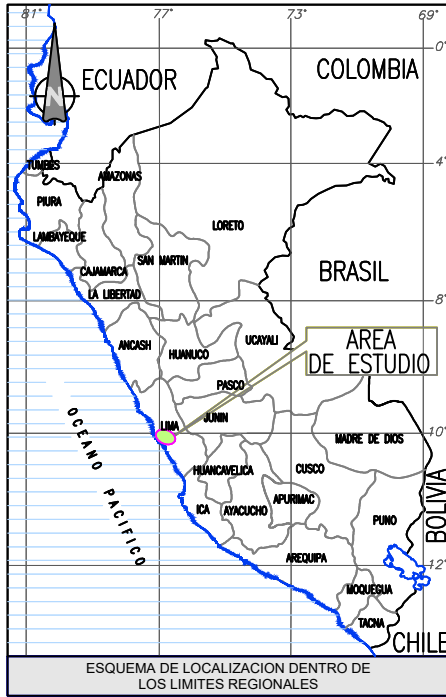 81°
77°
73°
69°
0°
ECUADOR
COLOMBIA
N
4°
TUMBES
AMAZONAS
PIURA
LORETO
LAMBAYEQUE
SAN MARTIN
CAJAMARCA
BRASIL
LA LIBERTAD
8°
ANCASH
HUANUCO
UCAYALI
AREA
DE ESTUDIO
PASCO
JUNIN
LIMA
10°
MADRE DE DIOS
OCEANO PACIFICO
HUANCAVELICA
CUSCO
ICA
AYACUCHO
APURIMAC
PUNO
BOLIVIA
AREQUIPA
12°
MOQUEGUA
TACNA
CHILE
ESQUEMA DE LOCALIZACION DENTRO DE
LOS LIMITES REGIONALES